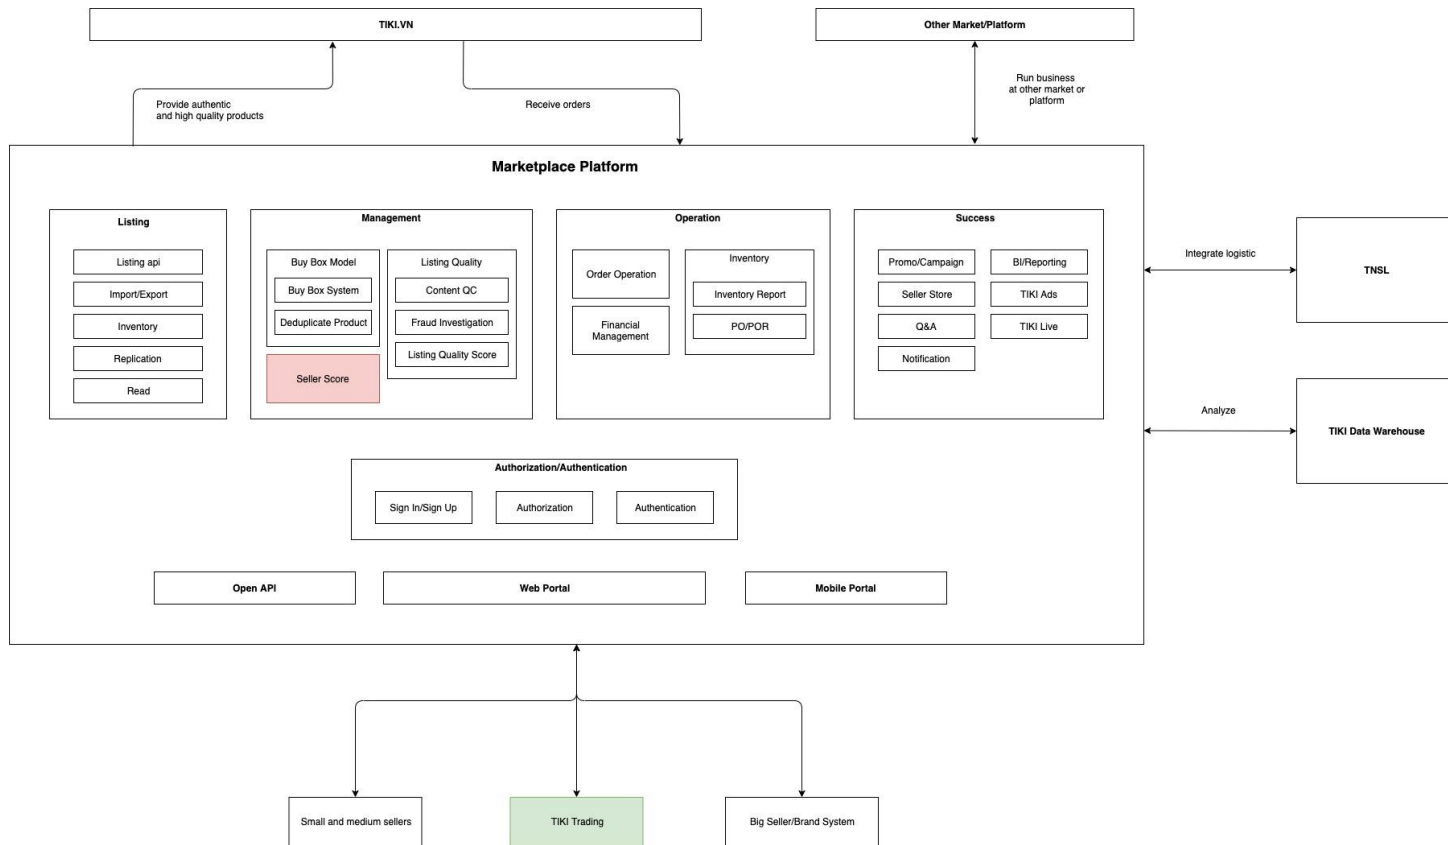 TIKI.VN
Other Market/Platform
Provide authentic
and high quality products
Receive orders
Run business
at other market or
platform
Marketplace Platform
Listing
Listing api
Import/Export
Inventory
Replication
Read
Management
Buy Box Model
Buy Box System
Deduplicate Product
Seller Score
Listing Quality
Content QC
Fraud Investigation
Listing Quality Score
Operation
Order Operation
Financial
Management
Inventory
Inventory Report
PO/POR
Success
Promo/Campaign
Seller Store
Q&A
Notification
BI/Reporting
TIKI Ads
TIKI Live
Integrate logistic
TNSL
Analyze
TIKI Data Warehouse
Authorization/Authentication
Sign In/Sign Up
Authorization
Authentication
Open API
Web Portal
Mobile Portal
Small and medium sellers
TIKI Trading
Big Seller/Brand System